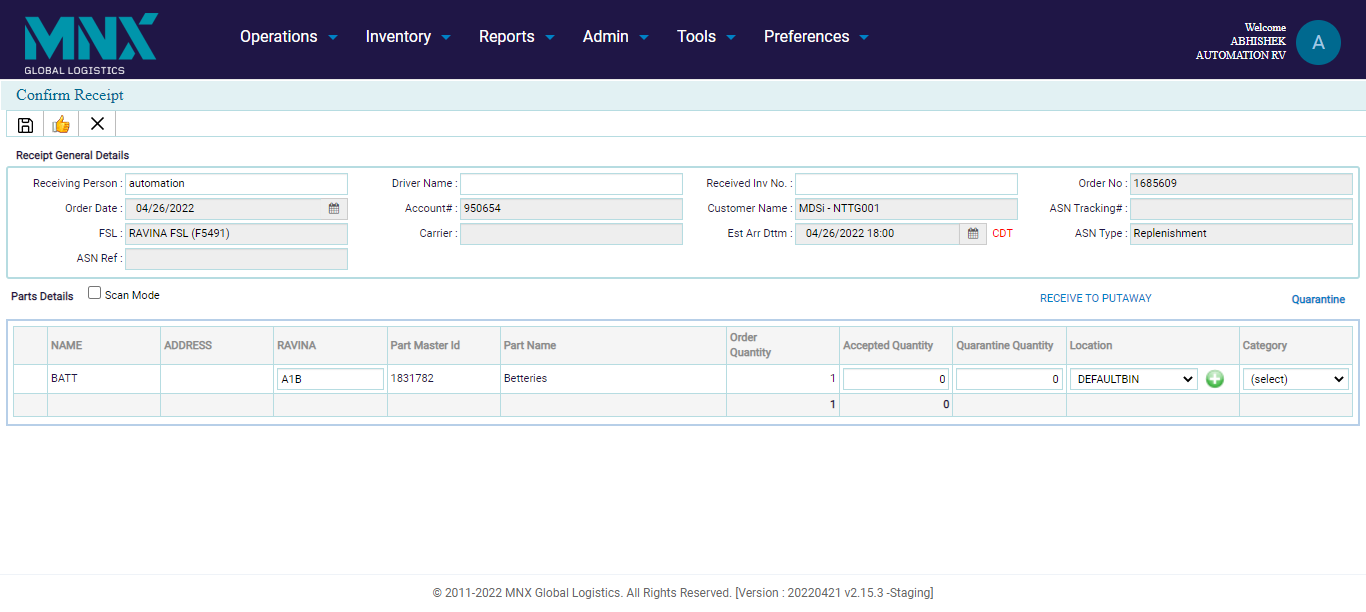 MNX
GLOBAL LOGISTICS
Operations Inventory Reports Admin Tools Preferences
Welcome
ABHISHEK
AUTOMATION RV
A
Confirm Receipt
Receipt General Details
Receiving Person : automation Driver Name : Received Inv No. : Order No : 1685609
Order Date : 04/26/2022 Account# : 950654 Customer Name : MDSi - NTTG001 ASN Tracking# :
FSL : RAVINA FSL (F5491) Carrier : Est Arr Dttm : 04/26/2022 18:00 CDT ASN Type : Replenishment
ASN Ref :
Parts Details Scan Mode RECEIVE TO PUTAWAY Quarantine
NAME ADDRESS RAVINA Part Master Id Part Name Order Quantity Accepted Quantity Quarantine Quantity Location Category
BATT A1B 1831782 Betteries 1 0 0 DEFAULTBIN (select)
1 0
© 2011-2022 MNX Global Logistics. All Rights Reserved. [Version : 20220421 v2.15.3 -Staging]